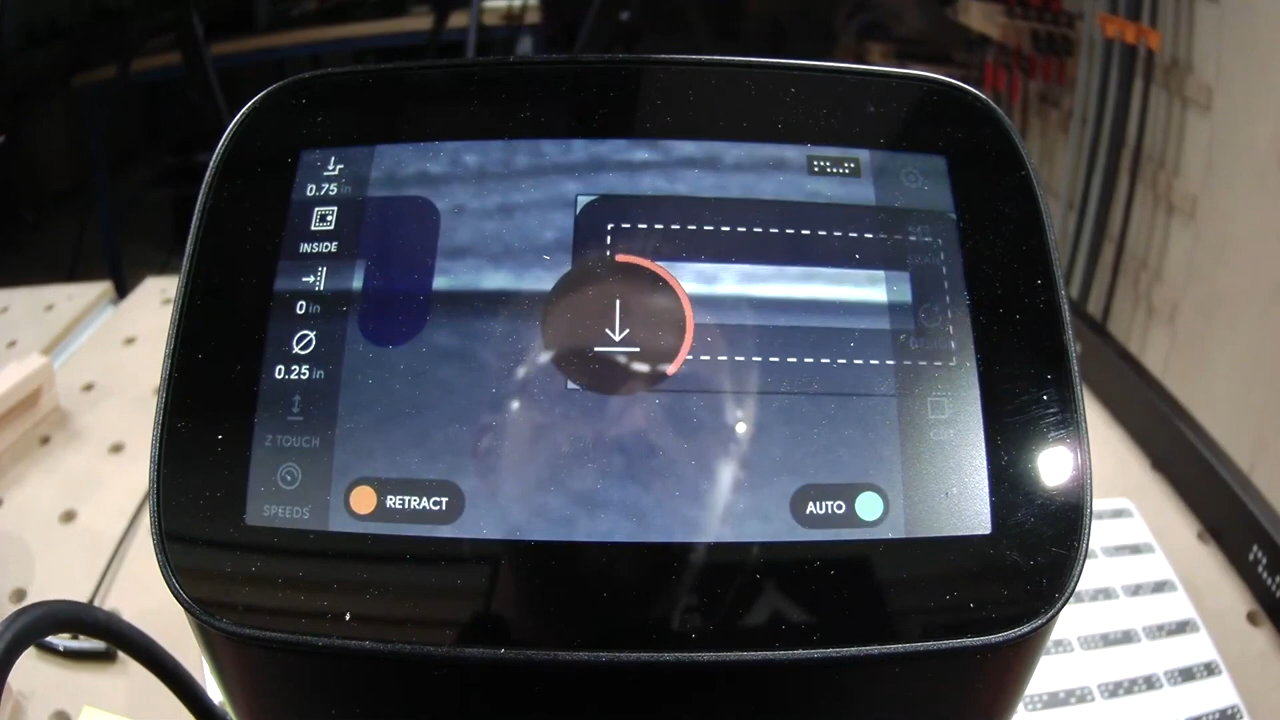 0.75 in
INSIDE
0 in
0.25 in
Z TOUCH
SPEEDS
RETRACT
AUTO